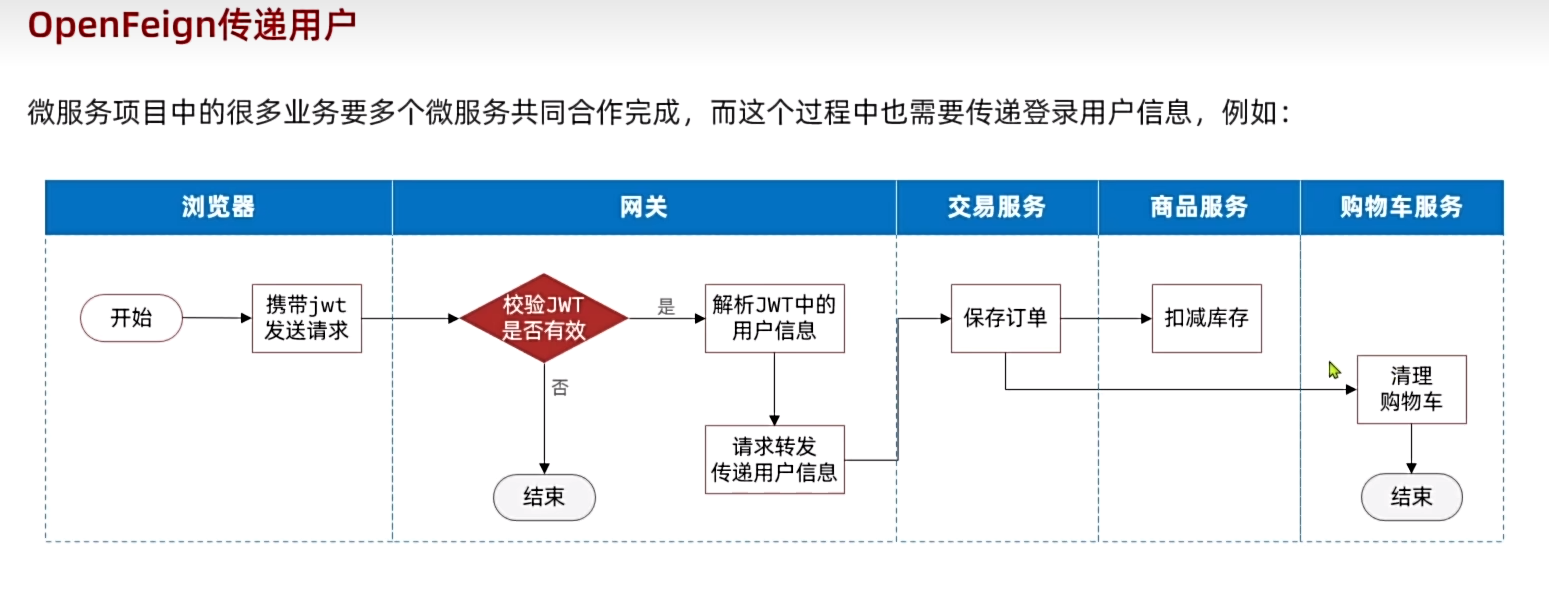 OpenFeign传递用户
微服务项目中的很多业务要多个微服务共同合作完成，而这个过程中也需要传递登录用户信息，例如：
浏览器
网关
交易服务
商品服务
购物车服务
开始
携带jwt
发送请求
校验JWT
是否有效
是
解析JWT中的
用户信息
保存订单
扣减库存
否
清理
购物车
请求转发
传递用户信息
结束
结束